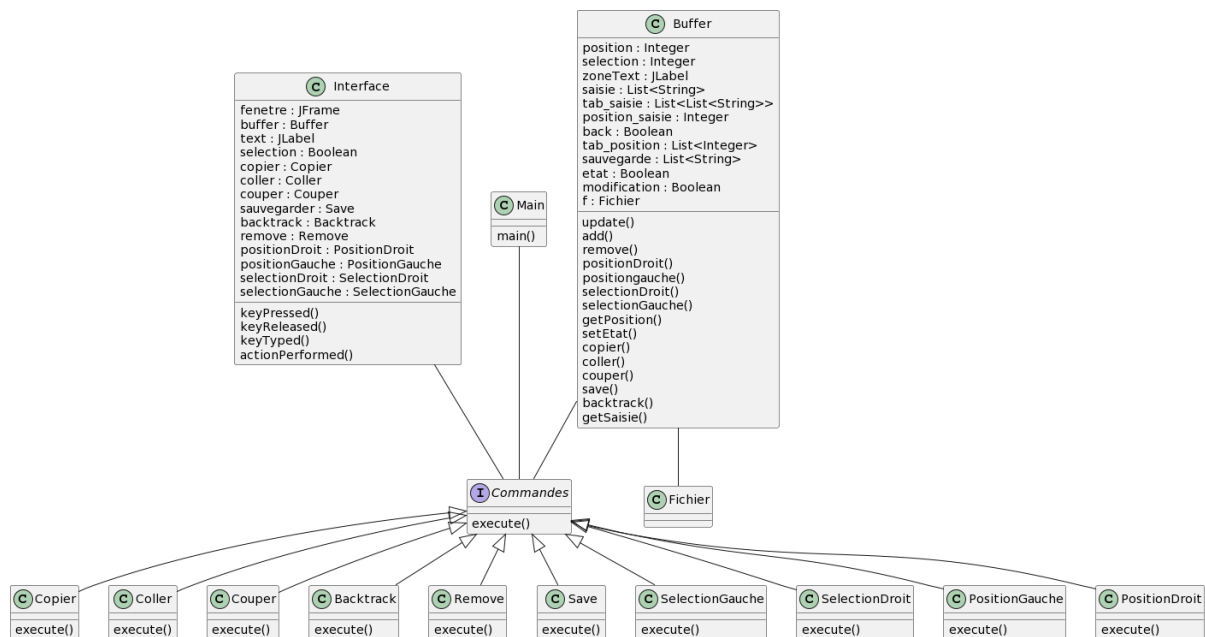 Buffer
position : Integer
selection : Integer
zoneText : JLabel
saisie : List<String>
tab_saisie : List<List<String>>
position_saisie : Integer
back : Boolean
tab_position : List<Integer>
sauvegarde : List<String>
etat : Boolean
modification : Boolean
f : Fichier
update()
add()
remove()
positionDroit()
positiongauche()
selectionDroit()
selectionGauche()
getPosition()
setEtat()
copier()
coller()
couper()
save()
backtrack()
getSaisie()
Interface
fenetre : JFrame
buffer : Buffer
text : JLabel
selection : Boolean
copier : Copier
coller : Coller
couper : Couper
sauvegarder : Save
backtrack : Backtrack
remove : Remove
positionDroit : PositionDroit
positionGauche : PositionGauche
selectionDroit : SelectionDroit
selectionGauche : SelectionGauche
keyPressed()
keyReleased()
keyTyped()
actionPerformed()
Main
main()
Commandes
execute()
Fichier
Copier
execute()
Coller
execute()
Couper
execute()
Backtrack
execute()
Remove
execute()
Save
execute()
SelectionGauche
execute()
SelectionDroit
execute()
PositionGauche
execute()
PositionDroit
execute()